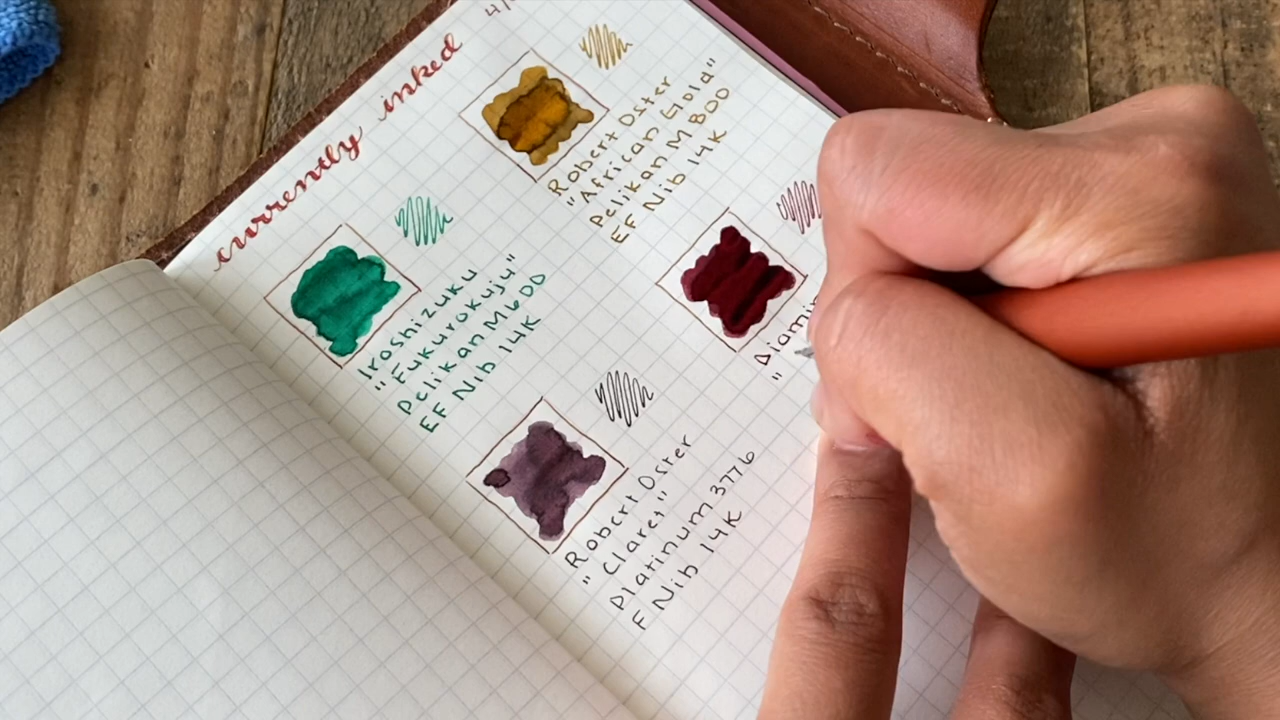 currently inked
Robert Oster
"African Gold"
Pelikan M800
EF Nib 14K
Iroshizuku
"Fukurokuju"
Pelikan M600
EF Nib 14K
Robert Oster
"Claret"
Platinum 3776
F Nib 14K
"